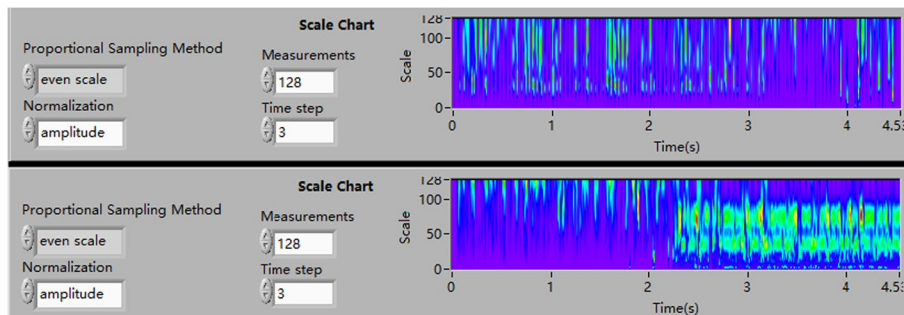 Scale Chart
Proportional Sampling Method
Measurements
even scale
128
Normalization
Time step
amplitude
3
Scale
128
100
50
0
0 1 2 3 4 4.53
Time(s)
Scale Chart
Proportional Sampling Method
Measurements
even scale
128
Normalization
Time step
amplitude
3
Scale
128
100
50
0
0 1 2 3 4 4.53
Time(s)